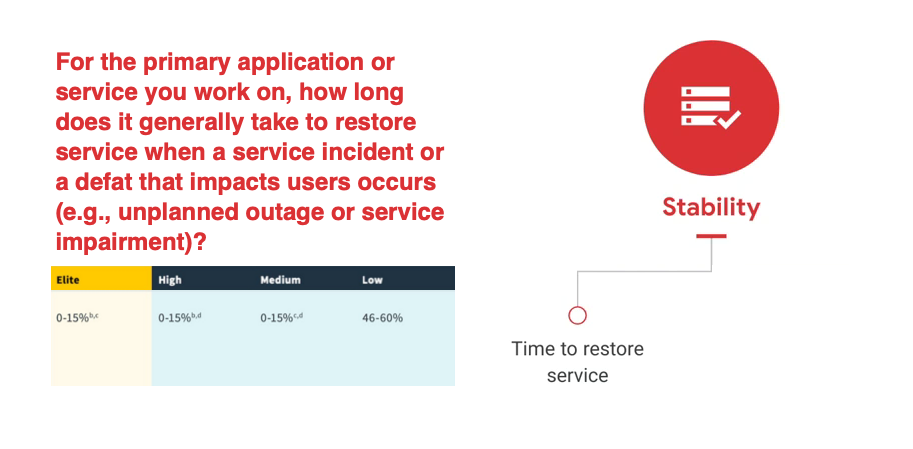 For the primary application or
service you work on, how long
does it generally take to restore
service when a service incident or
a defat that impacts users occurs
(e.g., unplanned outage or service
impairment)?
Elite High Medium Low
0-15%b,c 0-15%b,d 0-15%c,d 46-60%
Stability
Time to restore
service